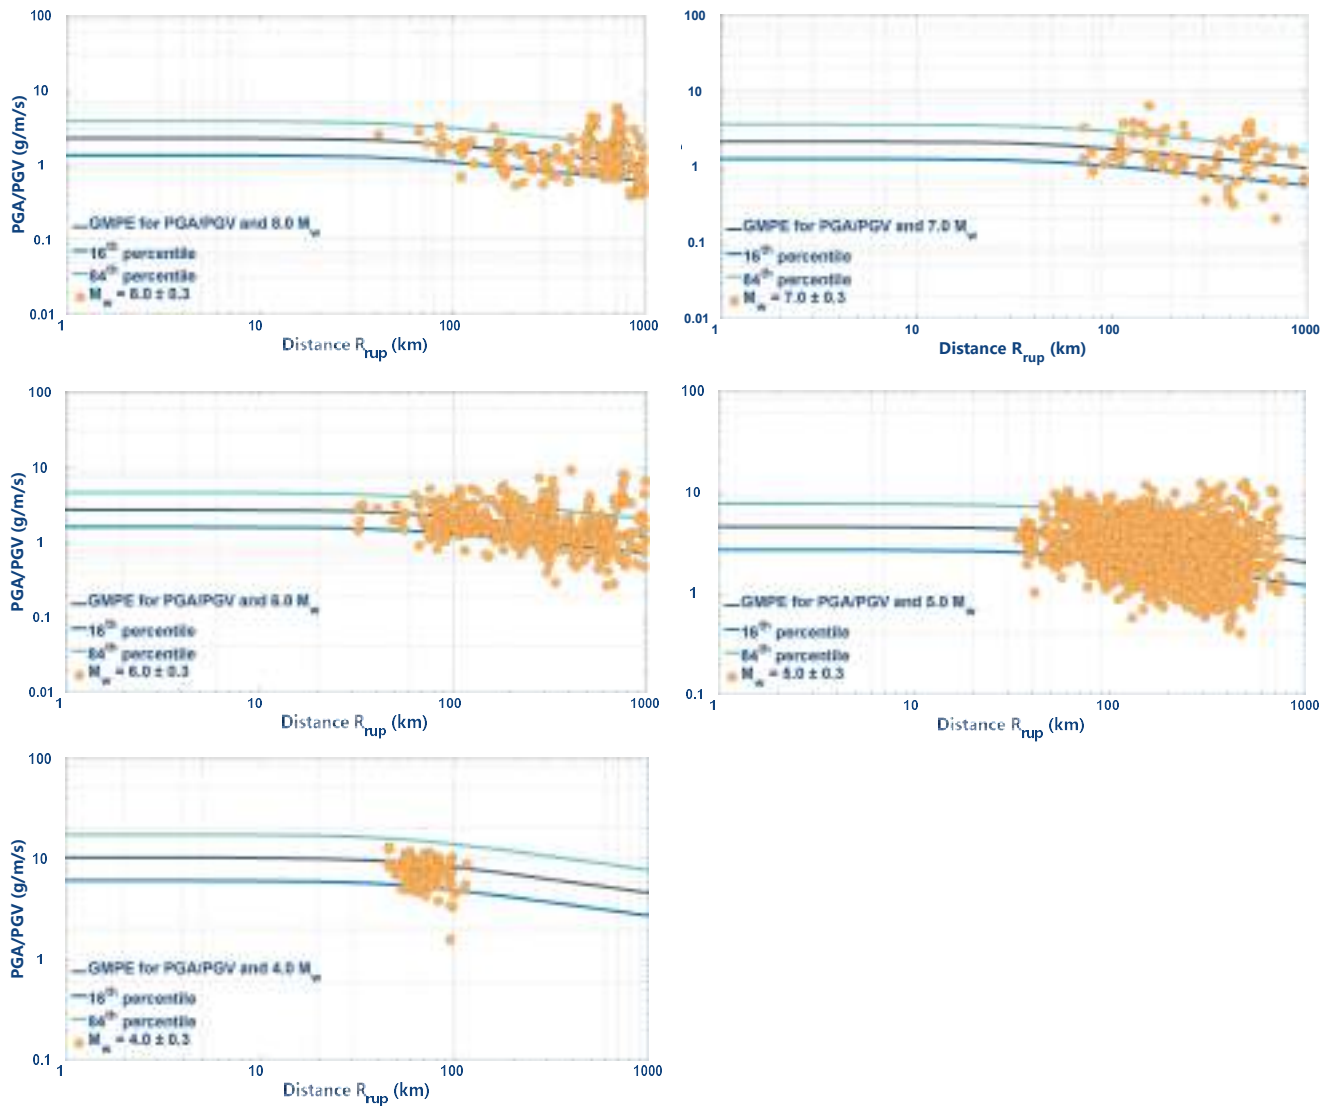 100
10
1
0.1
0.01
PGA/PGV (g/m/s)
GMPE for PGA/PGV and 8.0 Mw
16th percentile
84th percentile
Mw = 8.0 ± 0.3
1 10 100 1000
Distance Rrup (km)
100
10
1
0.1
0.01
GMPE for PGA/PGV and 7.0 Mw
16th percentile
84th percentile
Mw = 7.0 ± 0.3
1 10 100 1000
Distance Rrup (km)
100
10
1
0.1
0.01
PGA/PGV (g/m/s)
GMPE for PGA/PGV and 6.0 Mw
16th percentile
84th percentile
Mw = 6.0 ± 0.3
1 10 100 1000
Distance Rrup (km)
100
10
1
0.1
GMPE for PGA/PGV and 5.0 Mw
16th percentile
84th percentile
Mw = 5.0 ± 0.3
1 10 100 1000
Distance Rrup (km)
100
10
1
0.1
PGA/PGV (g/m/s)
GMPE for PGA/PGV and 4.0 Mw
16th percentile
84th percentile
Mw = 4.0 ± 0.3
1 10 100 1000
Distance Rrup (km)